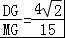 DG/MG = 4√2/15